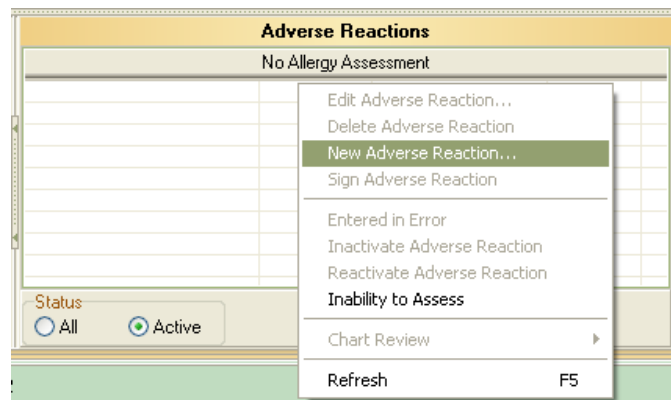 Adverse Reactions
No Allergy Assessment
Edit Adverse Reaction...
Delete Adverse Reaction
New Adverse Reaction...
Sign Adverse Reaction
Entered in Error
Inactivate Adverse Reaction
Reactivate Adverse Reaction
Inability to Assess
Chart Review
Refresh F5
Status
All Active